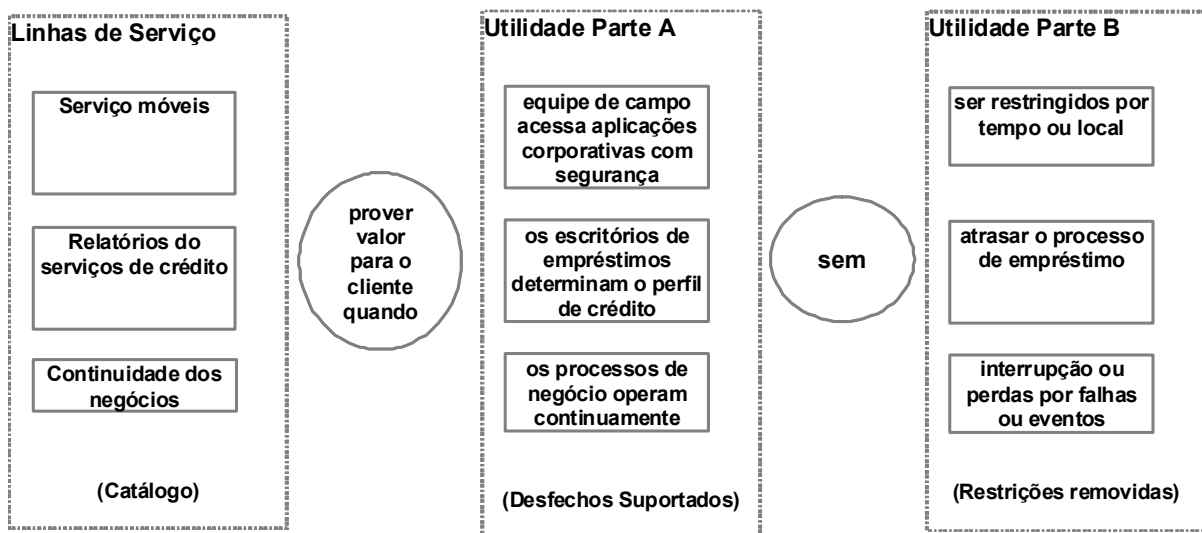 Linhas de Serviço
Serviço móveis
Relatórios do
serviços de crédito
Continuidade dos
negócios
(Catálogo)
prover
valor
para o
cliente
quando
Utilidade Parte A
equipe de campo
acessa aplicações
corporativas com
segurança
os escritórios de
empréstimos
determinam o perfil
de crédito
os processos de
negócio operam
continuamente
(Desfechos Suportados)
sem
Utilidade Parte B
ser restringidos por
tempo ou local
atrasar o processo
de empréstimo
interrupção ou
perdas por falhas
ou eventos
(Restrições removidas)